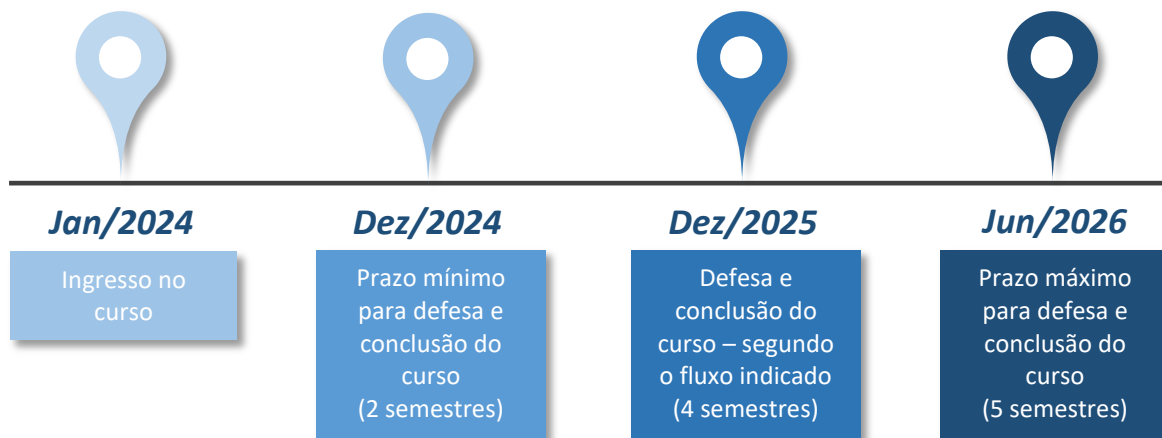 Jan/2024
Ingresso no
curso
Dez/2024
Prazo mínimo
para defesa e
conclusão do
curso
(2 semestres)
Dez/2025
Defesa e
conclusão do
curso – segundo
o fluxo indicado
(4 semestres)
Jun/2026
Prazo máximo
para defesa e
conclusão do
curso
(5 semestres)